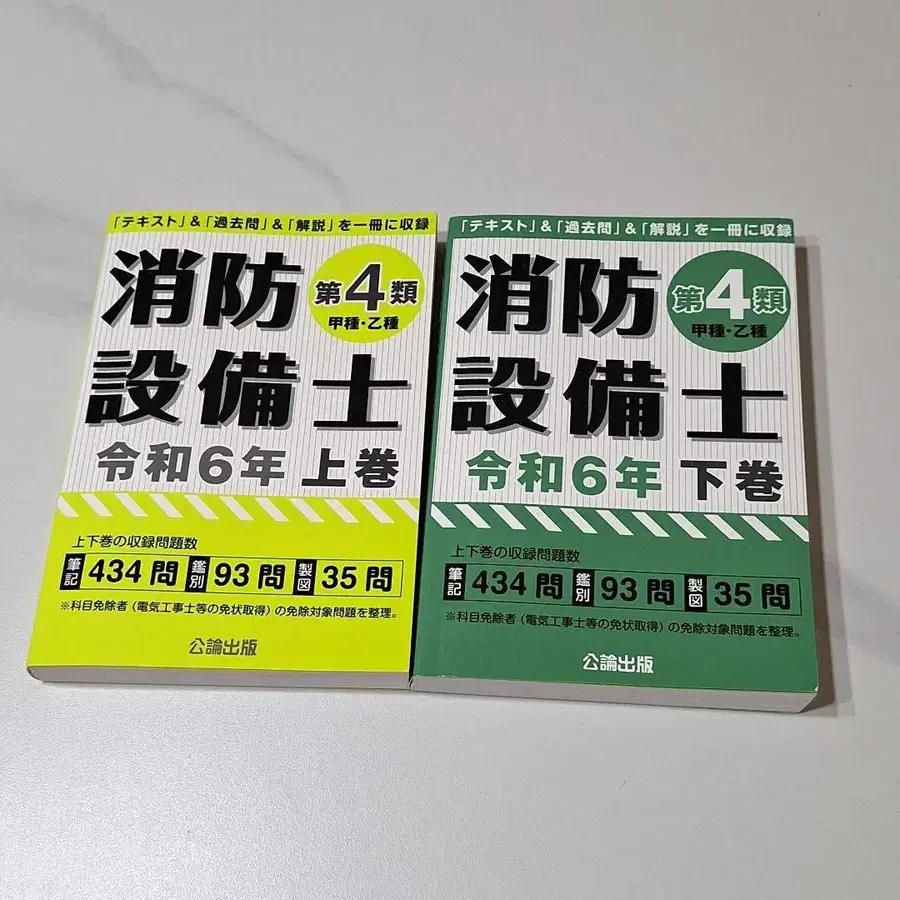 「テキスト」&「過去問」&「解説」を一冊に収録
消防
設備士
第4類
甲種・乙種
令和6年 上巻
上下巻の収録問題数
筆記 434問 鑑別 93問 製図 35問
※科目免除者（電気工事士等の免状取得）の免除対象問題を整理。
公論出版
「テキスト」&「過去問」&「解説」を一冊に収録
消防
設備士
第4類
甲種・乙種
令和6年 下巻
上下巻の収録問題数
筆記 434問 鑑別 93問 製図 35問
※科目免除者（電気工事士等の免状取得）の免除対象問題を整理。
公論出版